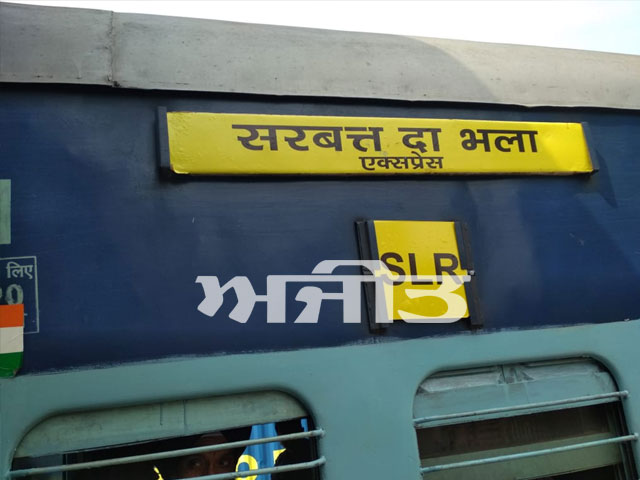 सरबत्त दा भला
एक्सप्रेस
SLR
ਅਜੀਤ
लिए